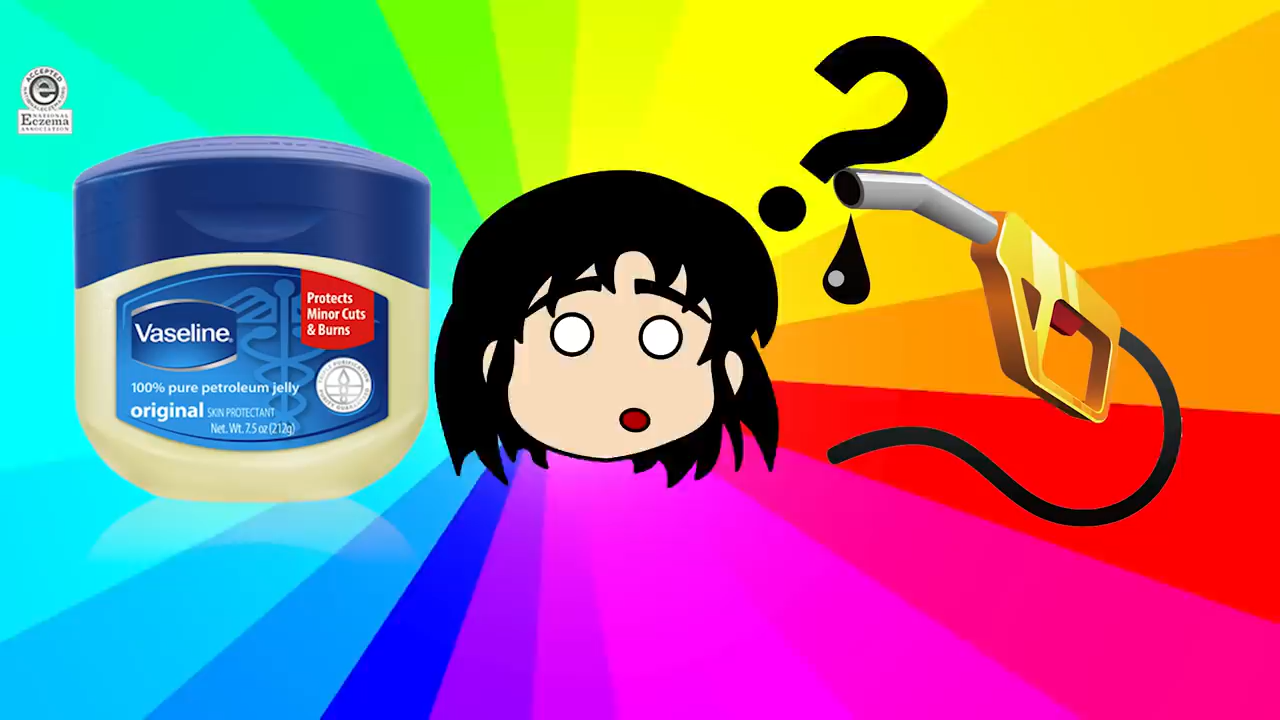 ACCEPTED
e
NATIONAL
Eczema
ASSOCIATION
Vaseline®
Protects
Minor Cuts
& Burns
100% pure petroleum jelly
original SKIN PROTECTANT
Net. Wt. 7.5 oz (212g)
?